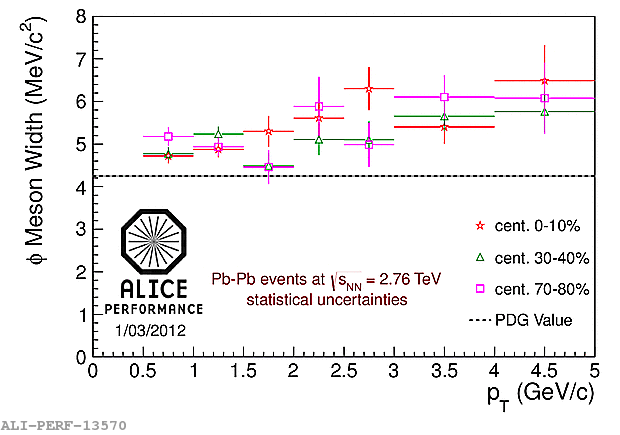 ϕ Meson Width (MeV/c²)
8
7
6
5
4
3
2
1
0
ALICE
PERFORMANCE
1/03/2012
Pb-Pb events at √sNN = 2.76 TeV
statistical uncertainties
cent. 0-10%
cent. 30-40%
cent. 70-80%
PDG Value
0 0.5 1 1.5 2 2.5 3 3.5 4 4.5 5
pT (GeV/c)
ALI-PERF-13570